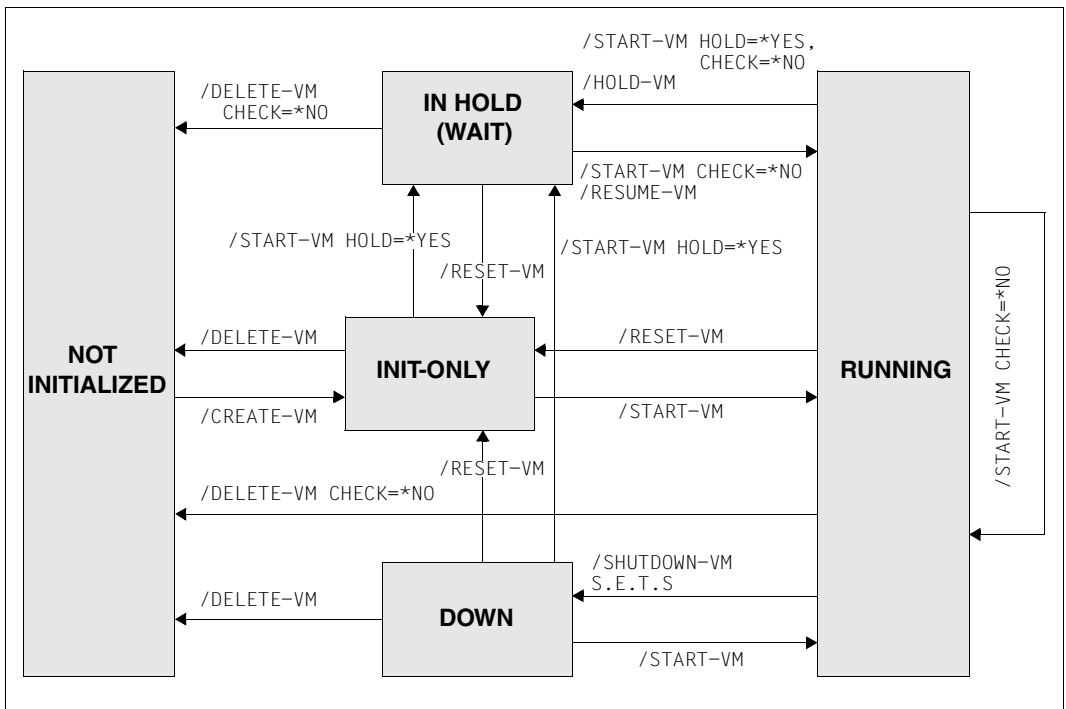 /START-VM HOLD=*YES,
CHECK=*NO
/HOLD-VM
/DELETE-VM
CHECK=*NO
IN HOLD
(WAIT)
/START-VM CHECK=*NO
/RESUME-VM
/START-VM HOLD=*YES
/START-VM HOLD=*YES
/RESET-VM
/START-VM CHECK=*NO
/DELETE-VM
/RESET-VM
NOT
INITIALIZED
INIT-ONLY
RUNNING
/CREATE-VM
/START-VM
/RESET-VM
/DELETE-VM CHECK=*NO
/SHUTDOWN-VM
S.E.T.S
/DELETE-VM
DOWN
/START-VM